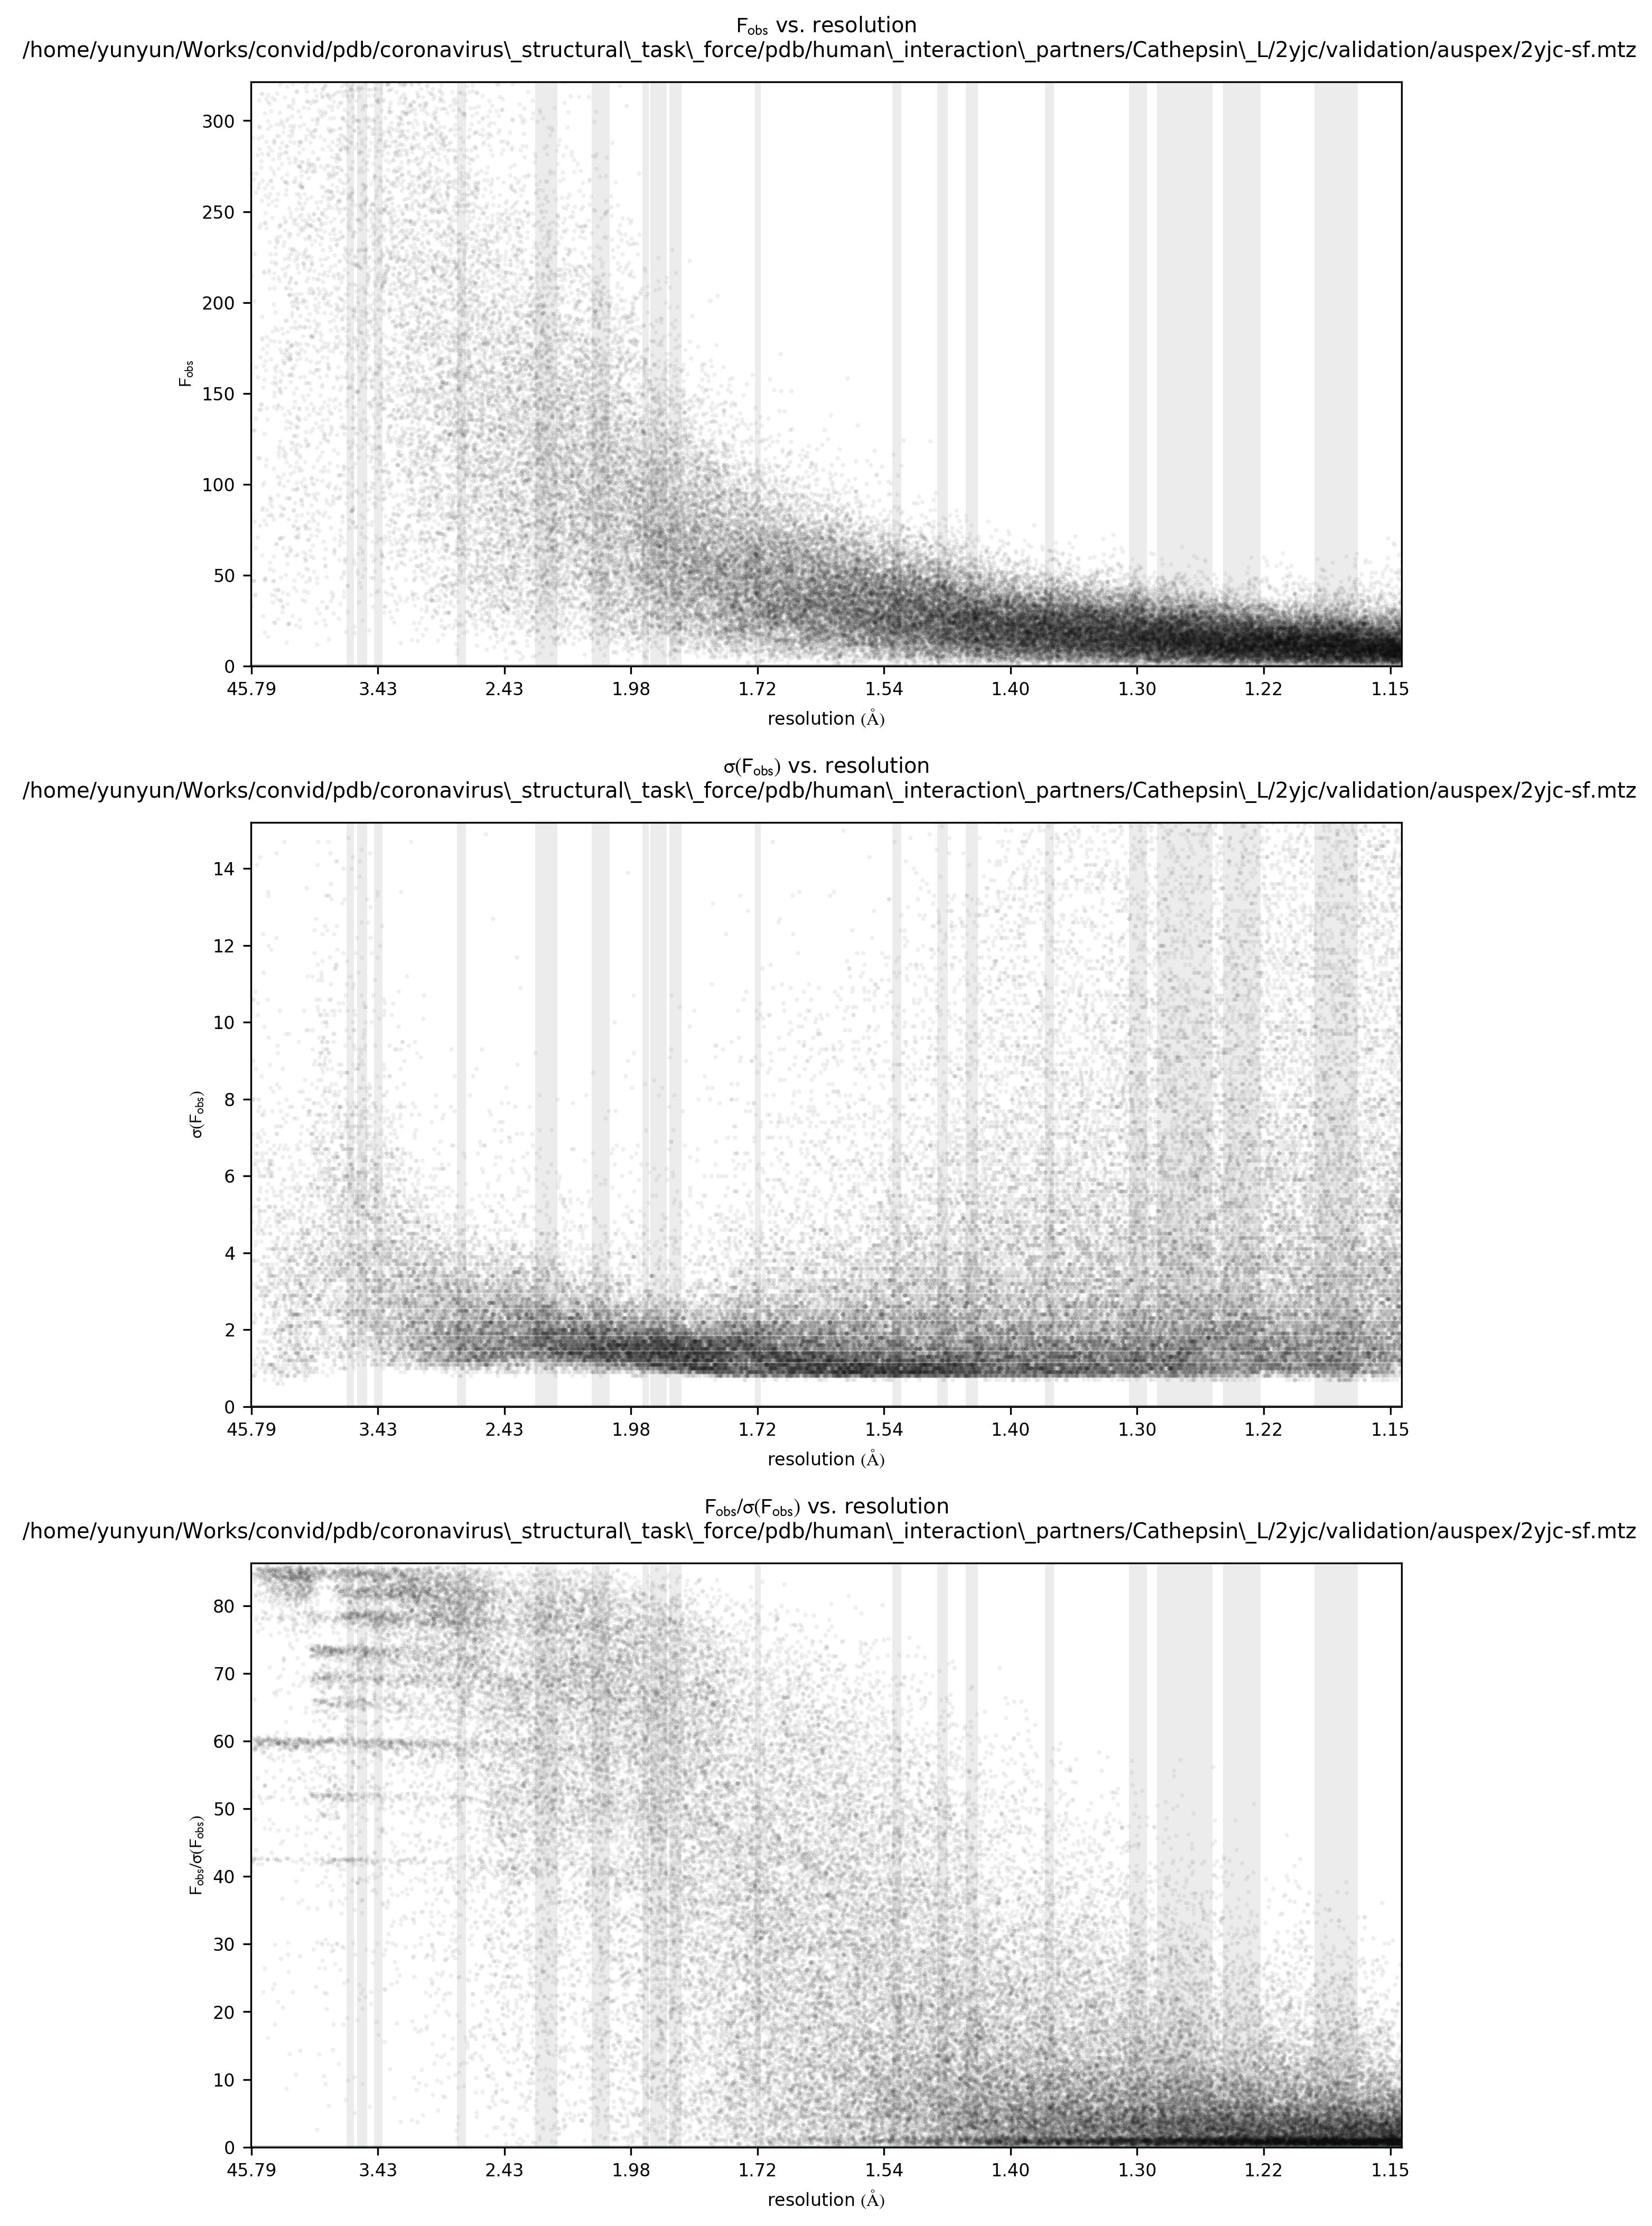 Fobs vs. resolution
/home/yunyun/Works/convid/pdb/coronavirus\_structural\_task\_force/pdb/human\_interaction\_partners/Cathepsin\_L/2yjc/validation/auspex/2yjc-sf.mtz
300
250
200
150
100
50
0
Fobs
45.79 3.43 2.43 1.98 1.72 1.54 1.40 1.30 1.22 1.15
resolution (Å)
σ(Fobs) vs. resolution
/home/yunyun/Works/convid/pdb/coronavirus\_structural\_task\_force/pdb/human\_interaction\_partners/Cathepsin\_L/2yjc/validation/auspex/2yjc-sf.mtz
14
12
10
8
6
4
2
0
σ(Fobs)
45.79 3.43 2.43 1.98 1.72 1.54 1.40 1.30 1.22 1.15
resolution (Å)
Fobs/σ(Fobs) vs. resolution
/home/yunyun/Works/convid/pdb/coronavirus\_structural\_task\_force/pdb/human\_interaction\_partners/Cathepsin\_L/2yjc/validation/auspex/2yjc-sf.mtz
80
70
60
50
40
30
20
10
0
Fobs/σ(Fobs)
45.79 3.43 2.43 1.98 1.72 1.54 1.40 1.30 1.22 1.15
resolution (Å)